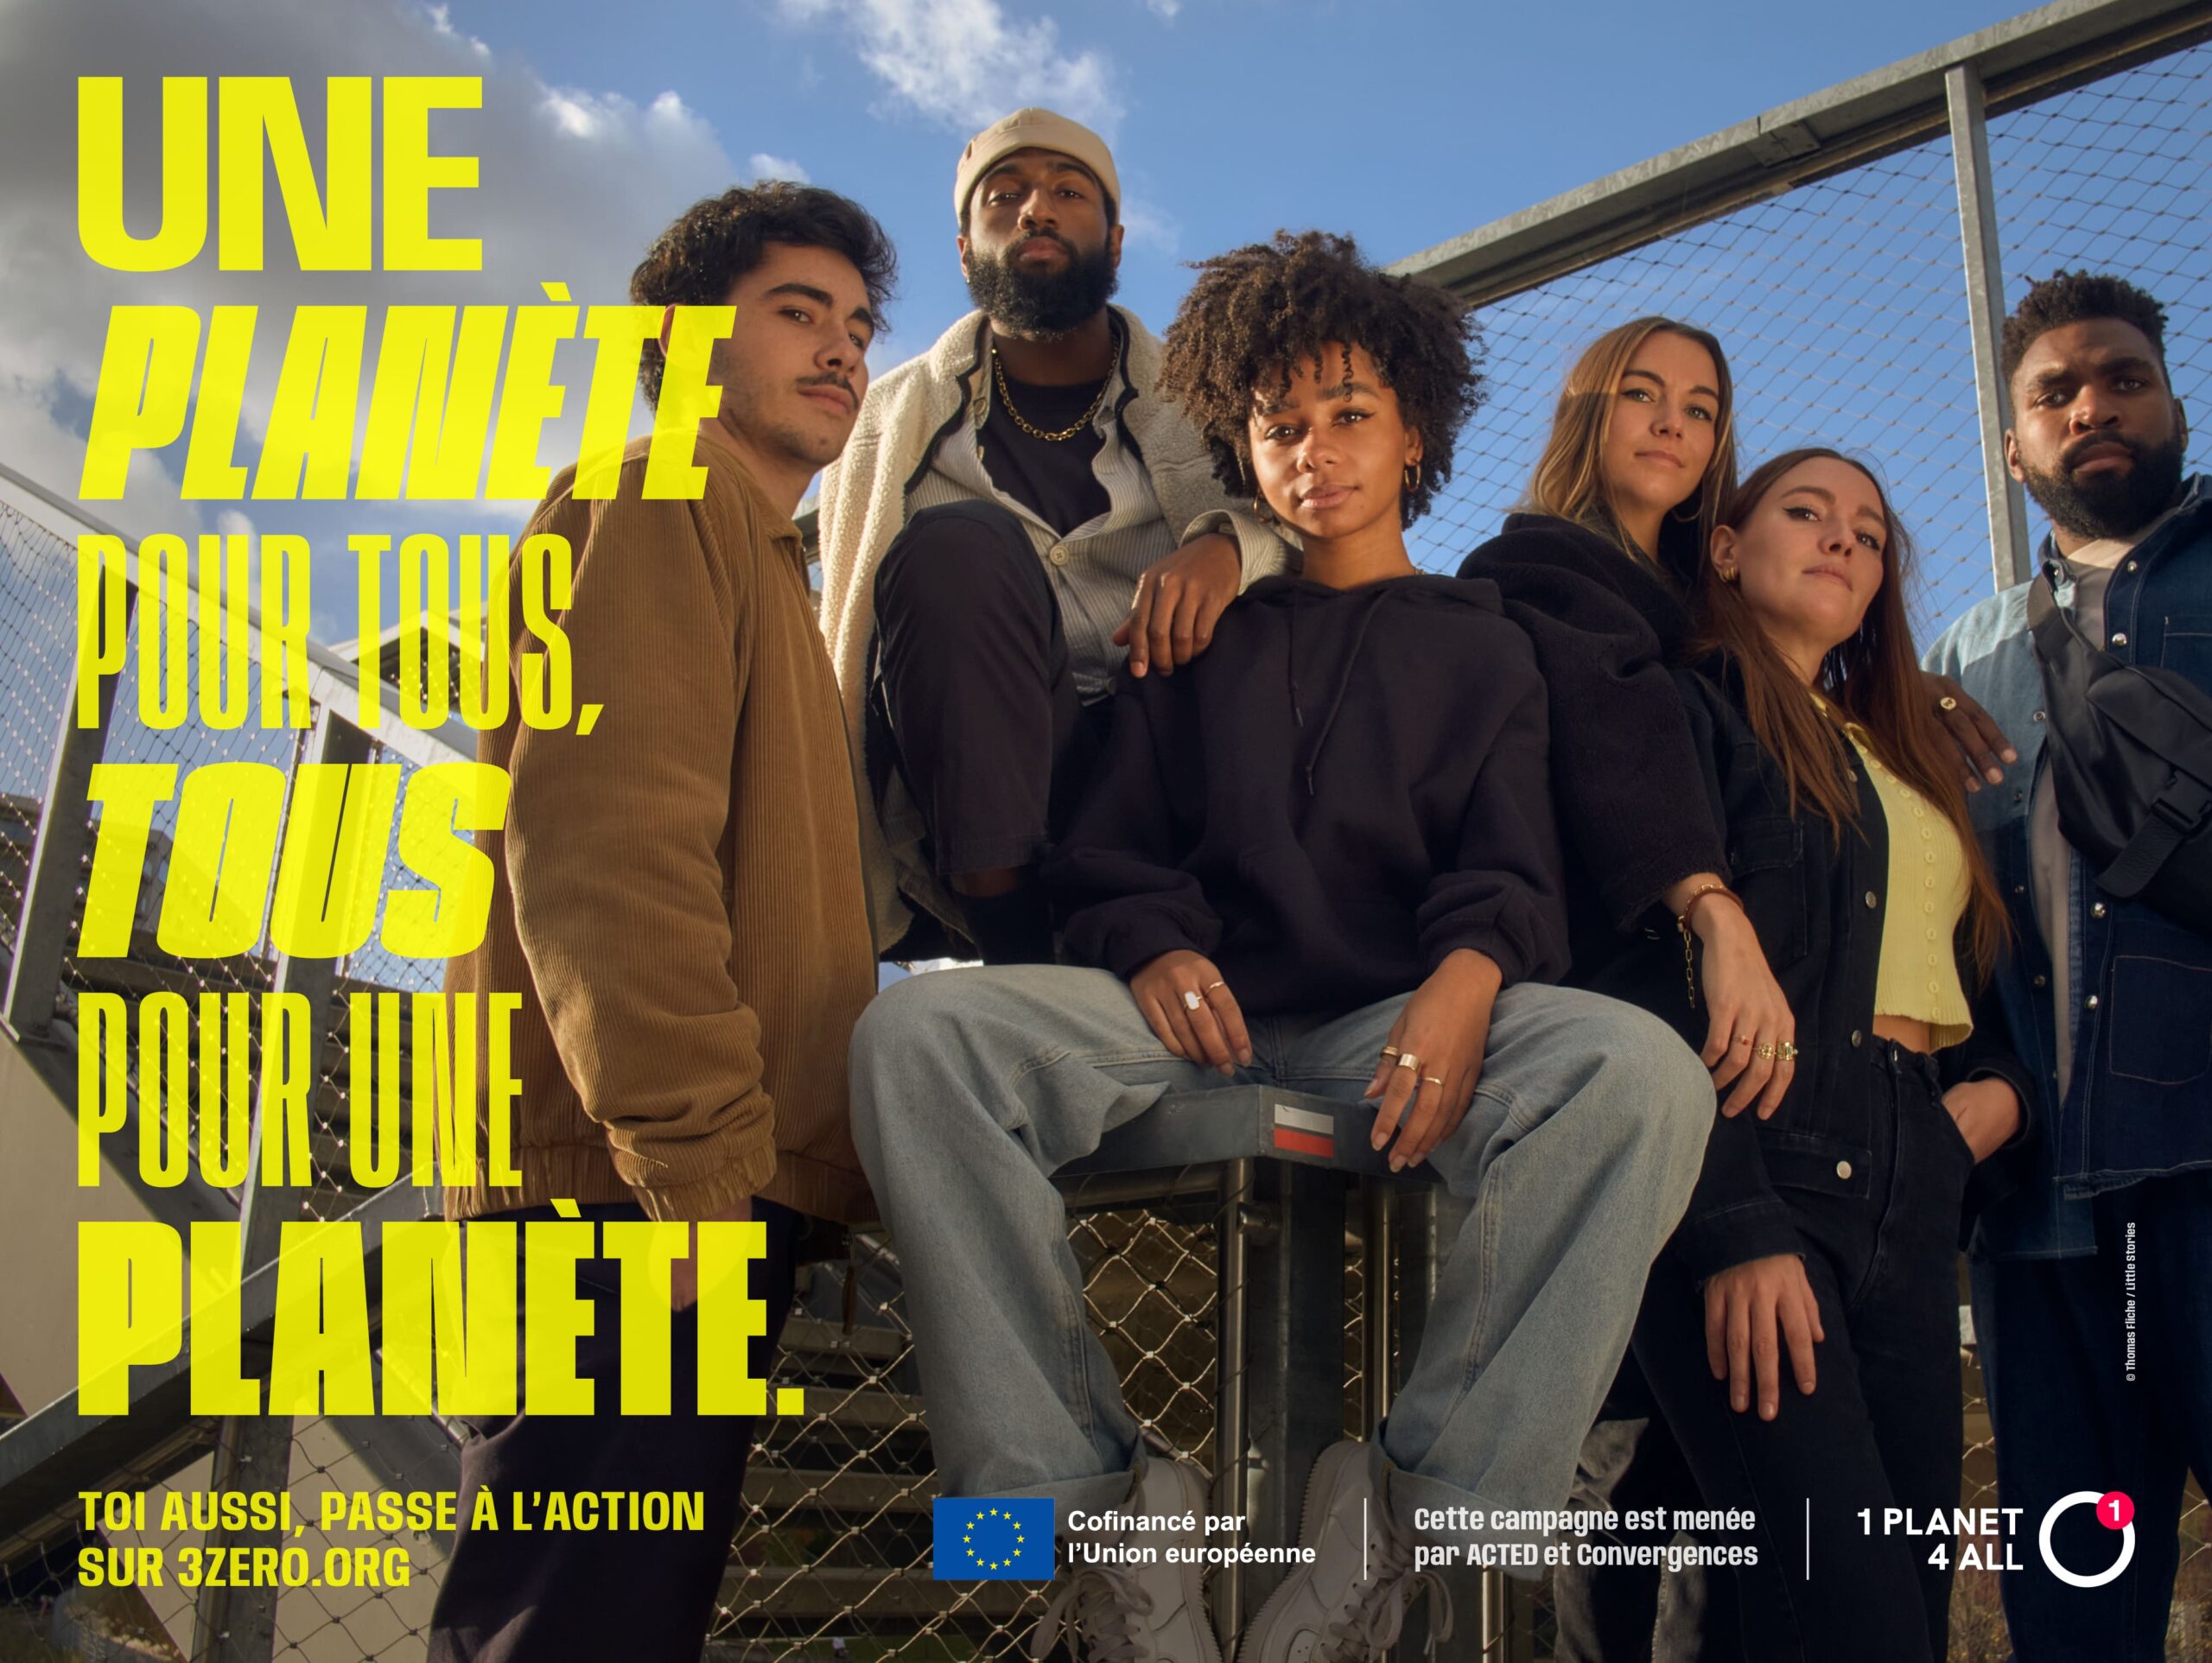 UNE
PLANÈTE
POUR TOUS,
TOUS
POUR UNE
PLANÈTE.
TOI AUSSI, PASSE À L'ACTION
SUR 3ZERO.ORG
Cofinancé par
l'Union européenne
Cette campagne est menée
par ACTED et Convergences
1 PLANET
4 ALL
1
© Thomas Fliche / Little Stories